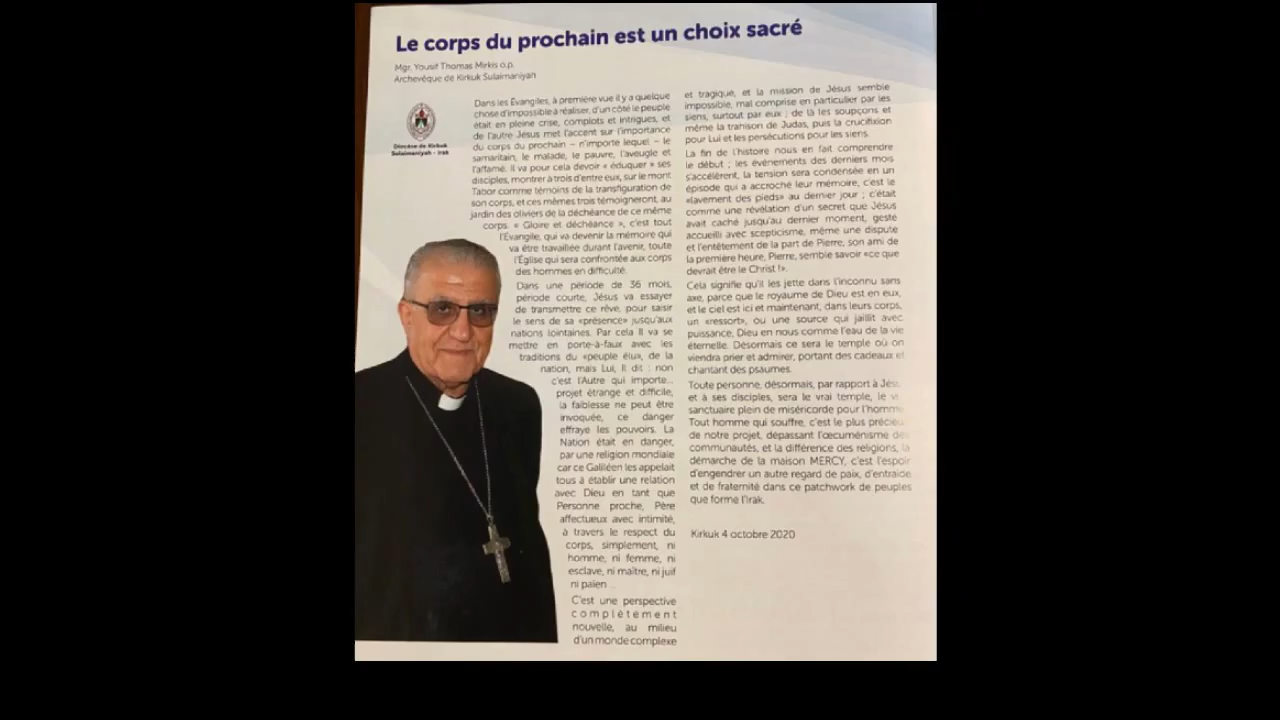 Le corps du prochain est un choix sacré
Mgr. Yousif Thomas Mirkis o.p.
Archevêque de Kirkuk Sulaimaniyah
Diocèse de Kirkuk
Sulaimaniyah - Irak
Dans les Évangiles, à première vue il y a quelque
chose d'impossible à réaliser, d'un côté le peuple
était en pleine crise, complots et intrigues, et
de l'autre Jésus met l'accent sur l'importance
du corps du prochain – n'importe lequel – le
samaritain, le malade, le pauvre, l'aveugle et
l'affamé. Il va pour cela devoir « éduquer » ses
disciples, montrer à trois d'entre eux, sur le mont
Tabor comme témoins de la transfiguration de
son corps, et ces mêmes trois témoigneront, au
jardin des oliviers de la déchéance de ce même
corps. « Gloire et déchéance », c'est tout
l'Évangile, qui va devenir la mémoire qui
va être travaillée durant l'avenir, toute
l'Église qui sera confrontée aux corps
des hommes en difficulté.
Dans une période de 36 mois,
période courte, Jésus va essayer
de transmettre ce rêve, pour saisir
le sens de sa «présence» jusqu'aux
nations lointaines. Par cela Il va se
mettre en porte-à-faux avec les
traditions du «peuple élu», de la
nation, mais Lui, Il dit : non
c'est l'Autre qui importe...
projet étrange et difficile,
la faiblesse ne peut être
invoquée, ce danger
effraye les pouvoirs. La
Nation était en danger,
par une religion mondiale
car ce Galiléen les appelait
tous à établir une relation
avec Dieu en tant que
Personne proche, Père
affectueux avec intimité,
à travers le respect du
corps, simplement, ni
homme, ni femme, ni
esclave, ni maître, ni juif
ni païen ...
C'est une perspective
complètement
nouvelle, au milieu
d'un monde complexe
et tragique, et la mission de Jésus semble
impossible, mal comprise en particulier par les
siens, surtout par eux ; de là les soupçons et
même la trahison de Judas, puis la crucifixion
pour Lui et les persécutions pour les siens.
La fin de l'histoire nous en fait comprendre
le début ; les événements des derniers mois
s'accélèrent, la tension sera condensée en un
épisode qui a accroché leur mémoire, c'est le
«lavement des pieds» au dernier jour ; c'était
comme une révélation d'un secret que Jésus
avait caché jusqu'au dernier moment, geste
accueilli avec scepticisme, même une dispute
et l'entêtement de la part de Pierre, son ami de
la première heure, Pierre, semble savoir «ce que
devrait être le Christ !».
Cela signifie qu'il les jette dans l'inconnu sans
axe, parce que le royaume de Dieu est en eux,
et le ciel est ici et maintenant, dans leurs corps,
un «ressort», ou une source qui jaillit avec
puissance, Dieu en nous comme l'eau de la vie
éternelle. Désormais ce sera le temple où on
viendra prier et admirer, portant des cadeaux et
chantant des psaumes.
Toute personne, désormais, par rapport à
et à ses disciples, sera le vrai temple, le
sanctuaire plein de miséricorde pour l'homme
Tout homme qui souffre, c'est le plus
de notre projet, dépassant l'œcuménisme des
communautés, et la différence des religions, la
démarche de la maison MERCY, c'est l'espoir
d'engendrer un autre regard de paix, d'entraide
et de fraternité dans ce patchwork de peuples
que forme l'Irak.
Kirkuk 4 octobre 2020